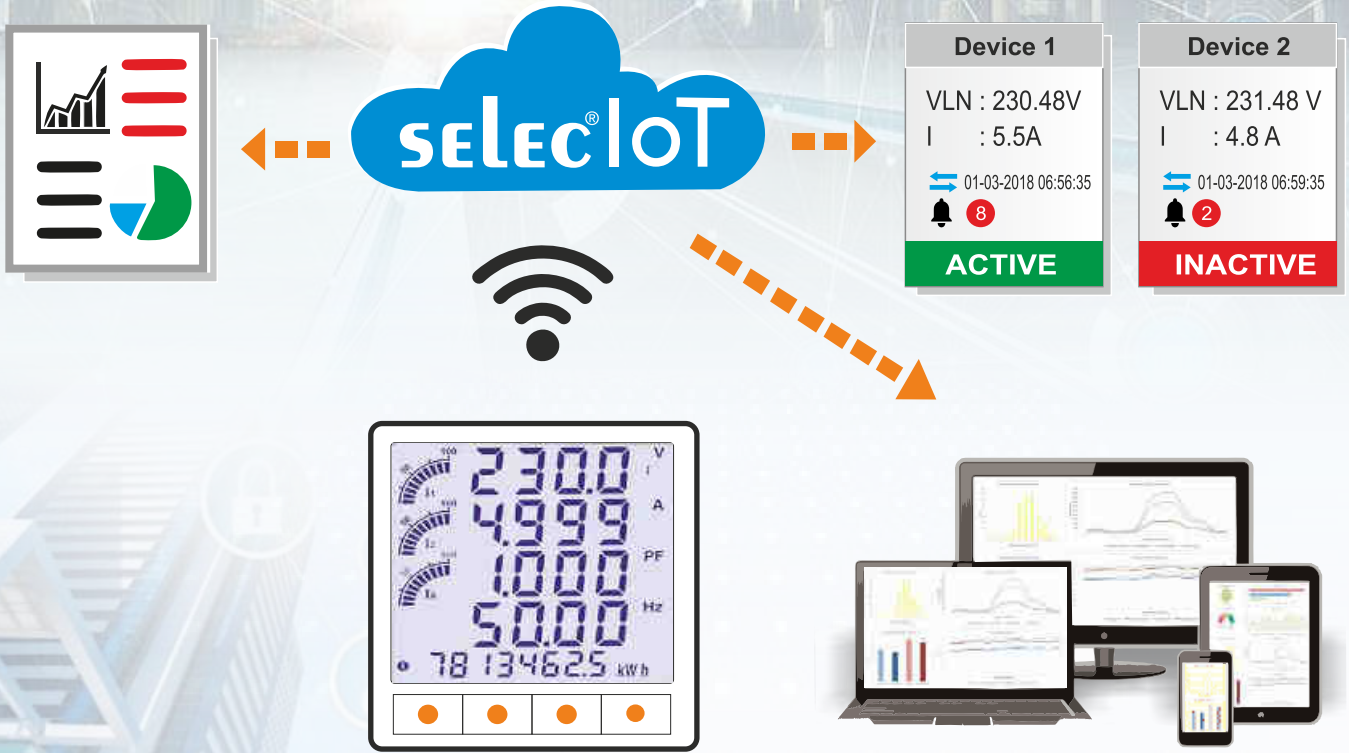 selec® IoT
Device 1
VLN : 230.48V
I : 5.5A
01-03-2018 06:56:35
8
ACTIVE
Device 2
VLN : 231.48 V
I : 4.8 A
01-03-2018 06:59:35
2
INACTIVE
230.0 V
4.999 A
1.000 PF
50.00 Hz
7813462.5 kWh